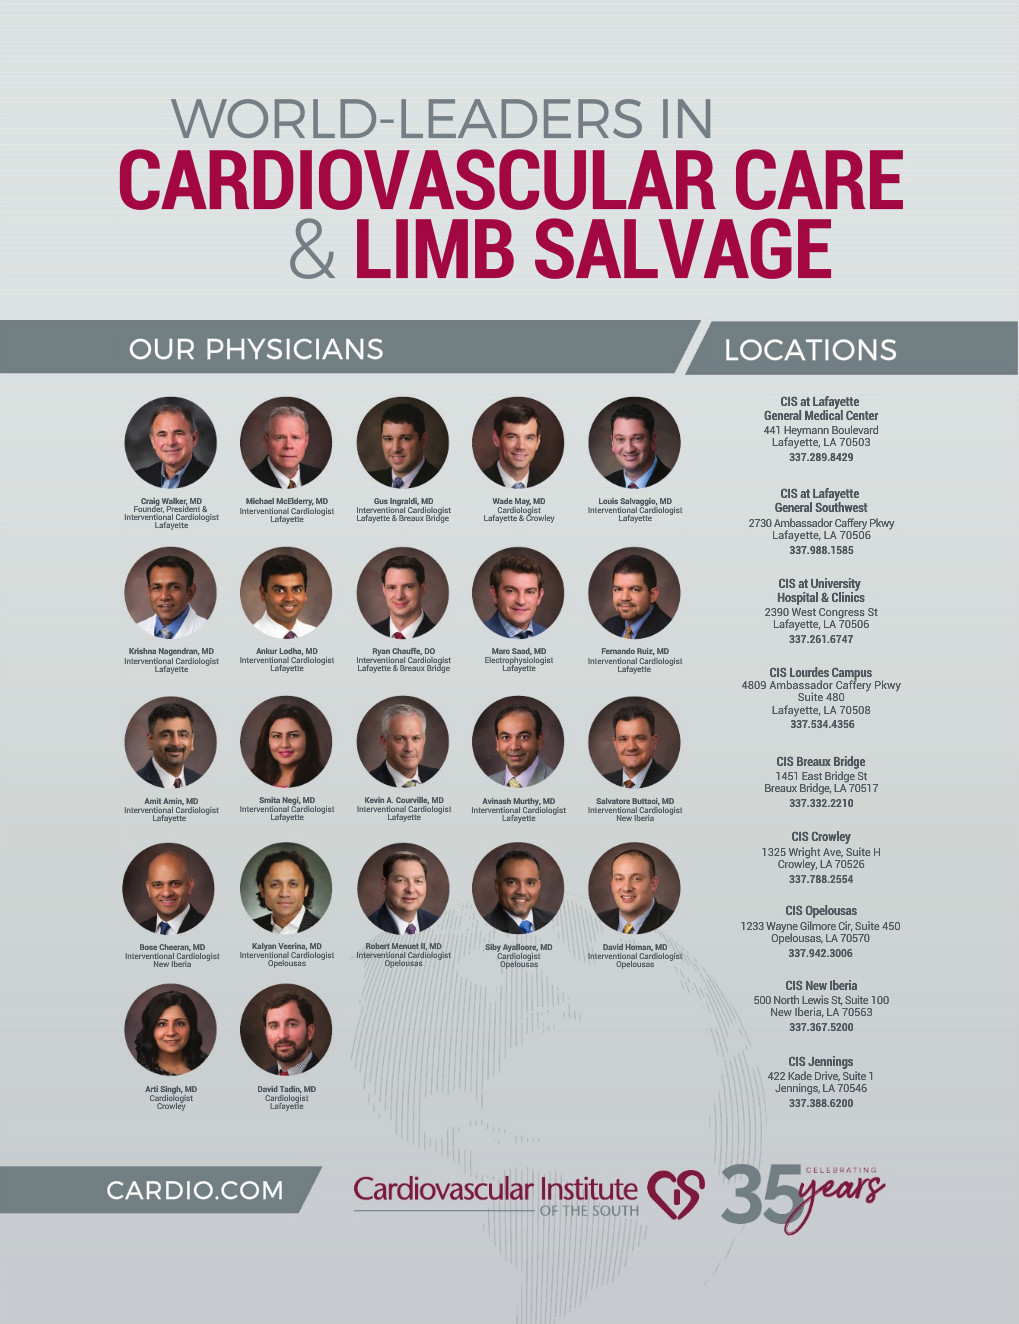 WORLD-LEADERS IN
CARDIOVASCULAR CARE
& LIMB SALVAGE
OUR PHYSICIANS
Craig Walker, MD
Founder, President &
Interventional Cardiologist
Lafayette
Michael McElderry, MD
Interventional Cardiologist
Lafayette
Gus Ingraldi, MD
Interventional Cardiologist
Lafayette & Breaux Bridge
Wade May, MD
Cardiologist
Lafayette & Crowley
Louis Salvaggio, MD
Interventional Cardiologist
Lafayette
Krishna Nagendran, MD
Interventional Cardiologist
Lafayette
Ankur Lodha, MD
Interventional Cardiologist
Lafayette
Ryan Chauffe, DO
Interventional Cardiologist
Lafayette & Breaux Bridge
Marc Saad, MD
Electrophysiologist
Lafayette
Fernando Ruiz, MD
Interventional Cardiologist
Lafayette
Amit Amin, MD
Interventional Cardiologist
Lafayette
Smita Negi, MD
Interventional Cardiologist
Lafayette
Kevin A. Courville, MD
Interventional Cardiologist
Lafayette
Avinash Murthy, MD
Interventional Cardiologist
Lafayette
Salvatore Buttaci, MD
Interventional Cardiologist
New Iberia
Bose Cheeran, MD
Interventional Cardiologist
New Iberia
Kalyan Veerina, MD
Interventional Cardiologist
Opelousas
Robert Menuet II, MD
Interventional Cardiologist
Opelousas
Siby Ayalloore, MD
Cardiologist
Opelousas
David Homan, MD
Interventional Cardiologist
Opelousas
Arti Singh, MD
Cardiologist
Crowley
David Tadin, MD
Cardiologist
Lafayette
LOCATIONS
CIS at Lafayette
General Medical Center
441 Heymann Boulevard
Lafayette, LA 70503
337.289.8429
CIS at Lafayette
General Southwest
2730 Ambassador Caffery Pkwy
Lafayette, LA 70506
337.988.1585
CIS at University
Hospital & Clinics
2390 West Congress St
Lafayette, LA 70506
337.261.6747
CIS Lourdes Campus
4809 Ambassador Caffery Pkwy
Suite 480
Lafayette, LA 70508
337.534.4356
CIS Breaux Bridge
1451 East Bridge St
Breaux Bridge, LA 70517
337.332.2210
CIS Crowley
1325 Wright Ave, Suite H
Crowley, LA 70526
337.788.2554
CIS Opelousas
1233 Wayne Gilmore Cir, Suite 450
Opelousas, LA 70570
337.942.3006
CIS New Iberia
500 North Lewis St, Suite 100
New Iberia, LA 70563
337.367.5200
CIS Jennings
422 Kade Drive, Suite 1
Jennings, LA 70546
337.388.6200
CARDIO.COM
Cardiovascular Institute
OF THE SOUTH
CIS
CELEBRATING
35 years